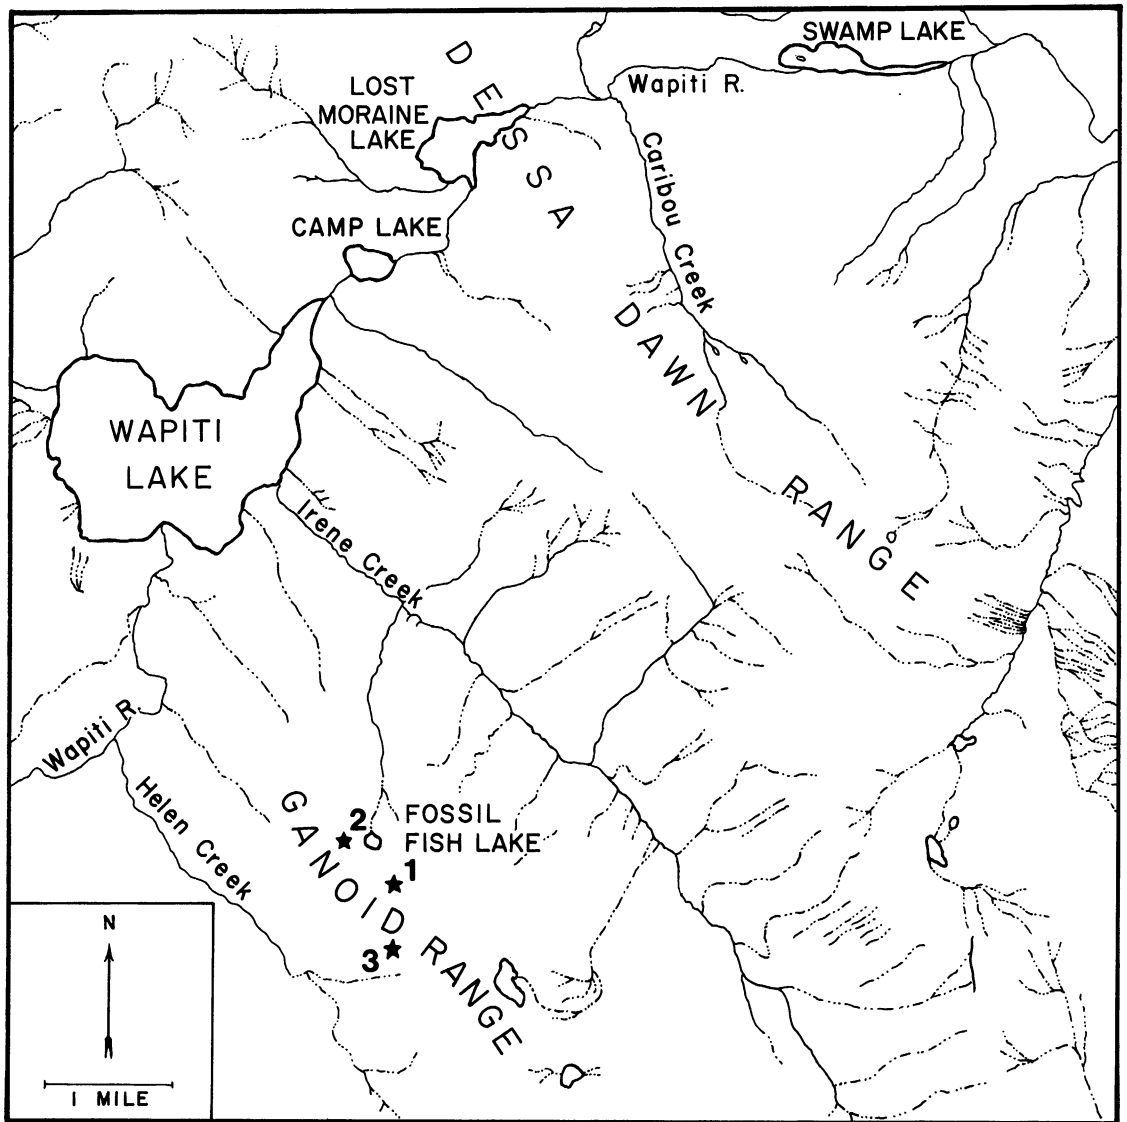 SWAMP LAKE
DESSA DAWN RANGE
LOST
MORAINE
LAKE
Wapiti R.
Caribou Creek
CAMP LAKE
WAPITI
LAKE
Irene Creek
Wapiti R.
Helen Creek
GANOID RANGE
2
FOSSIL
FISH LAKE
1
3
N
1 MILE